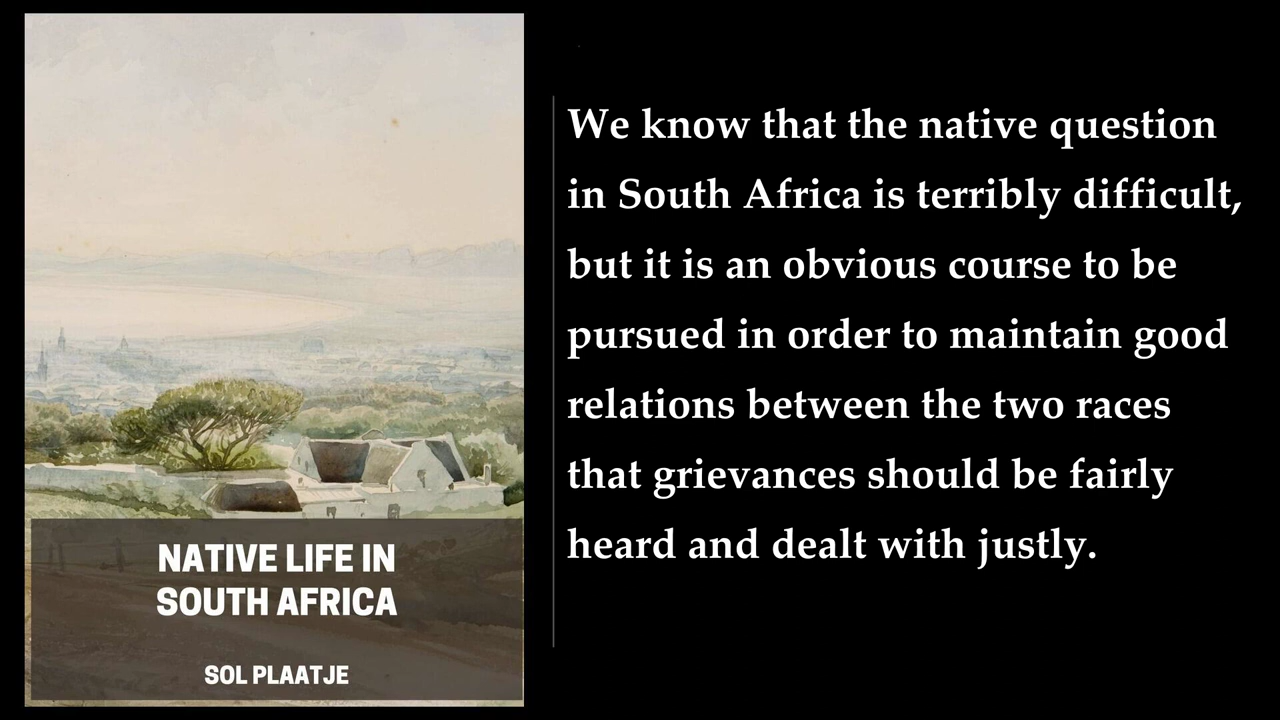 NATIVE LIFE IN
SOUTH AFRICA
SOL PLAATJE
We know that the native question
in South Africa is terribly difficult,
but it is an obvious course to be
pursued in order to maintain good
relations between the two races
that grievances should be fairly
heard and dealt with justly.